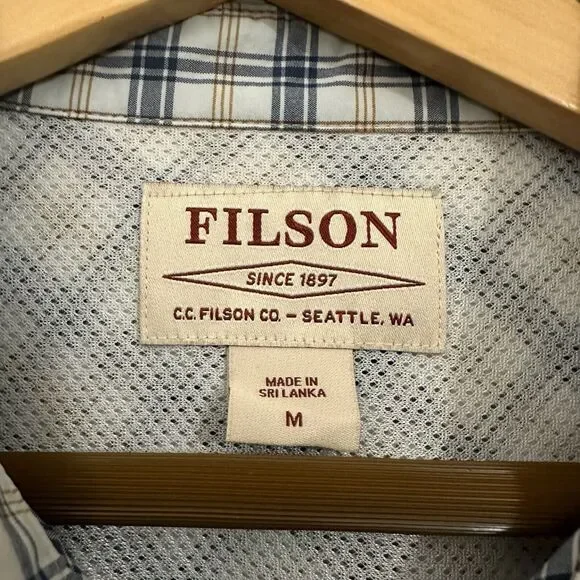 FILSON
SINCE 1897
C.C. FILSON CO. – SEATTLE, WA
MADE IN
SRI LANKA
M